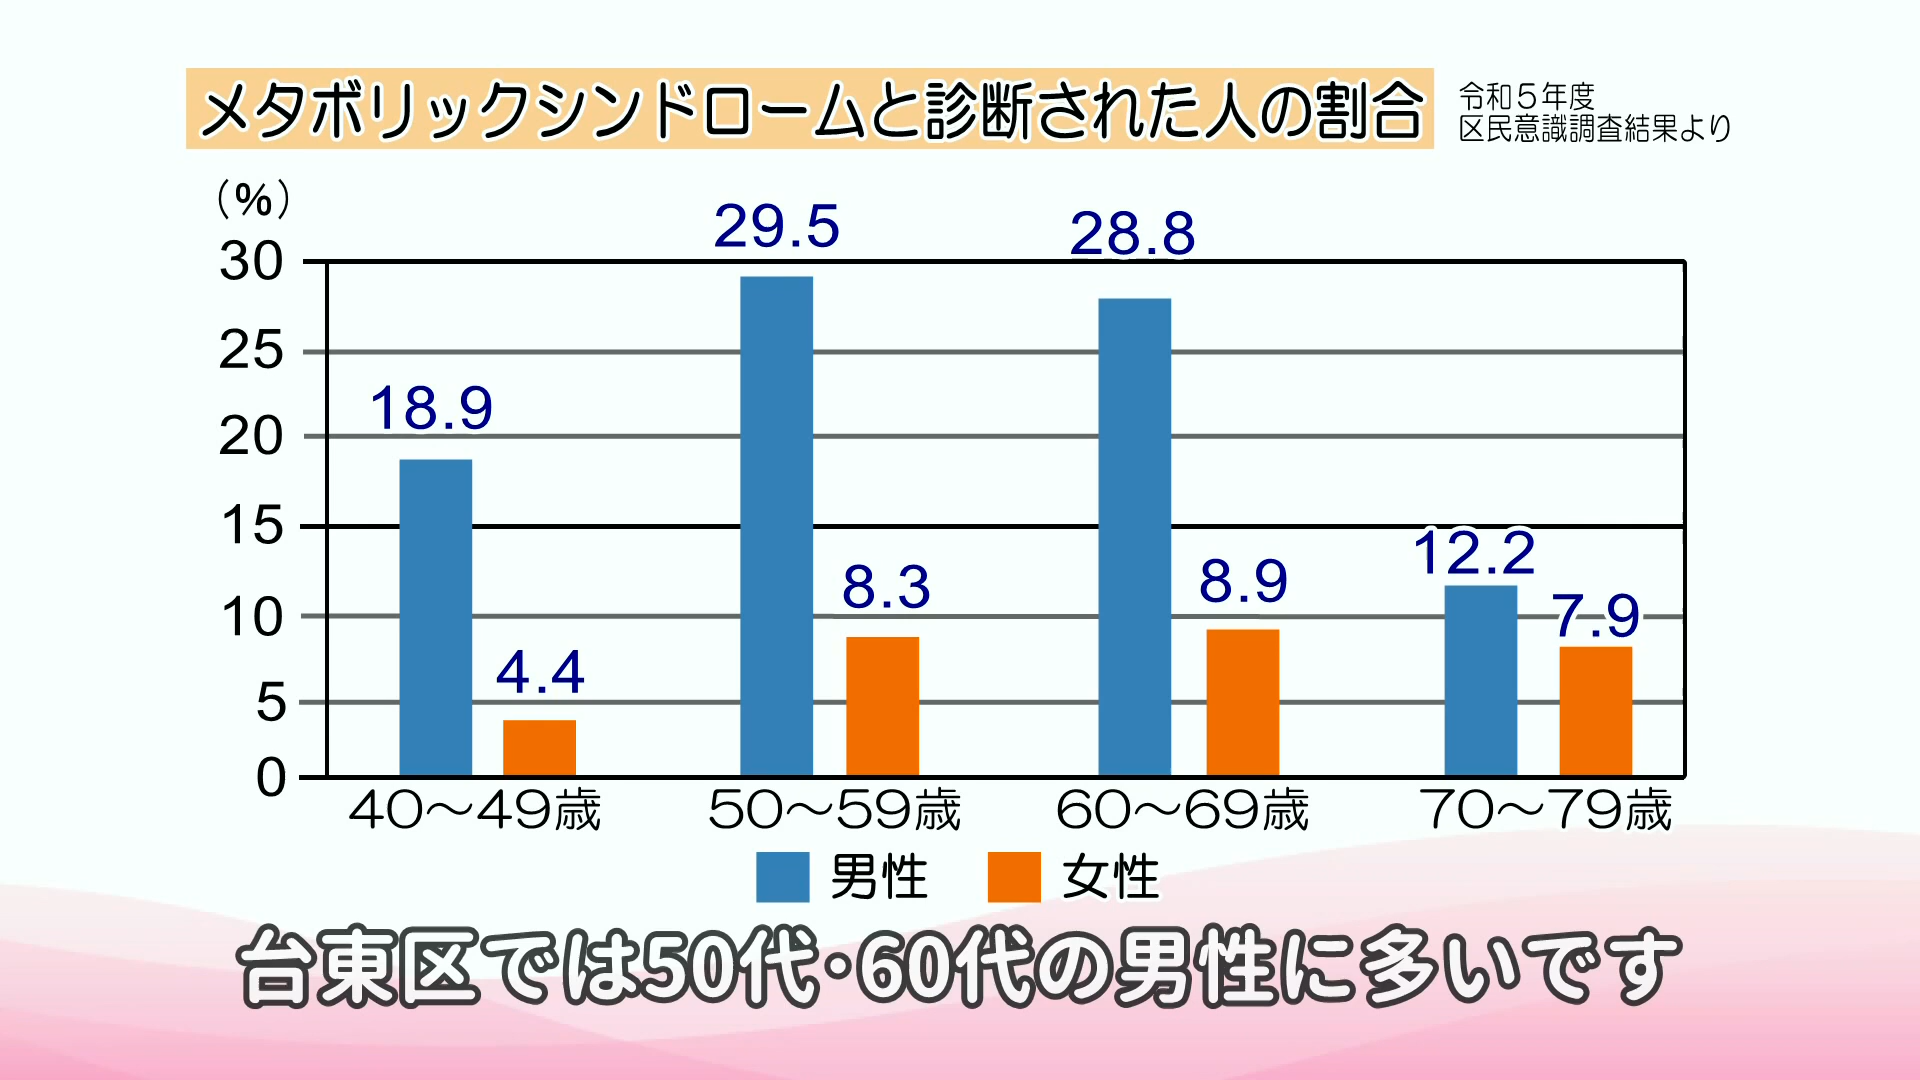 メタボリックシンドロームと診断された人の割合
令和5年度
区民意識調査結果より
(%)
30
25
20
15
10
5
0
18.9
4.4
29.5
8.3
28.8
8.9
12.2
7.9
40〜49歳
50〜59歳
60〜69歳
70〜79歳
男性
女性
台東区では50代・60代の男性に多いです